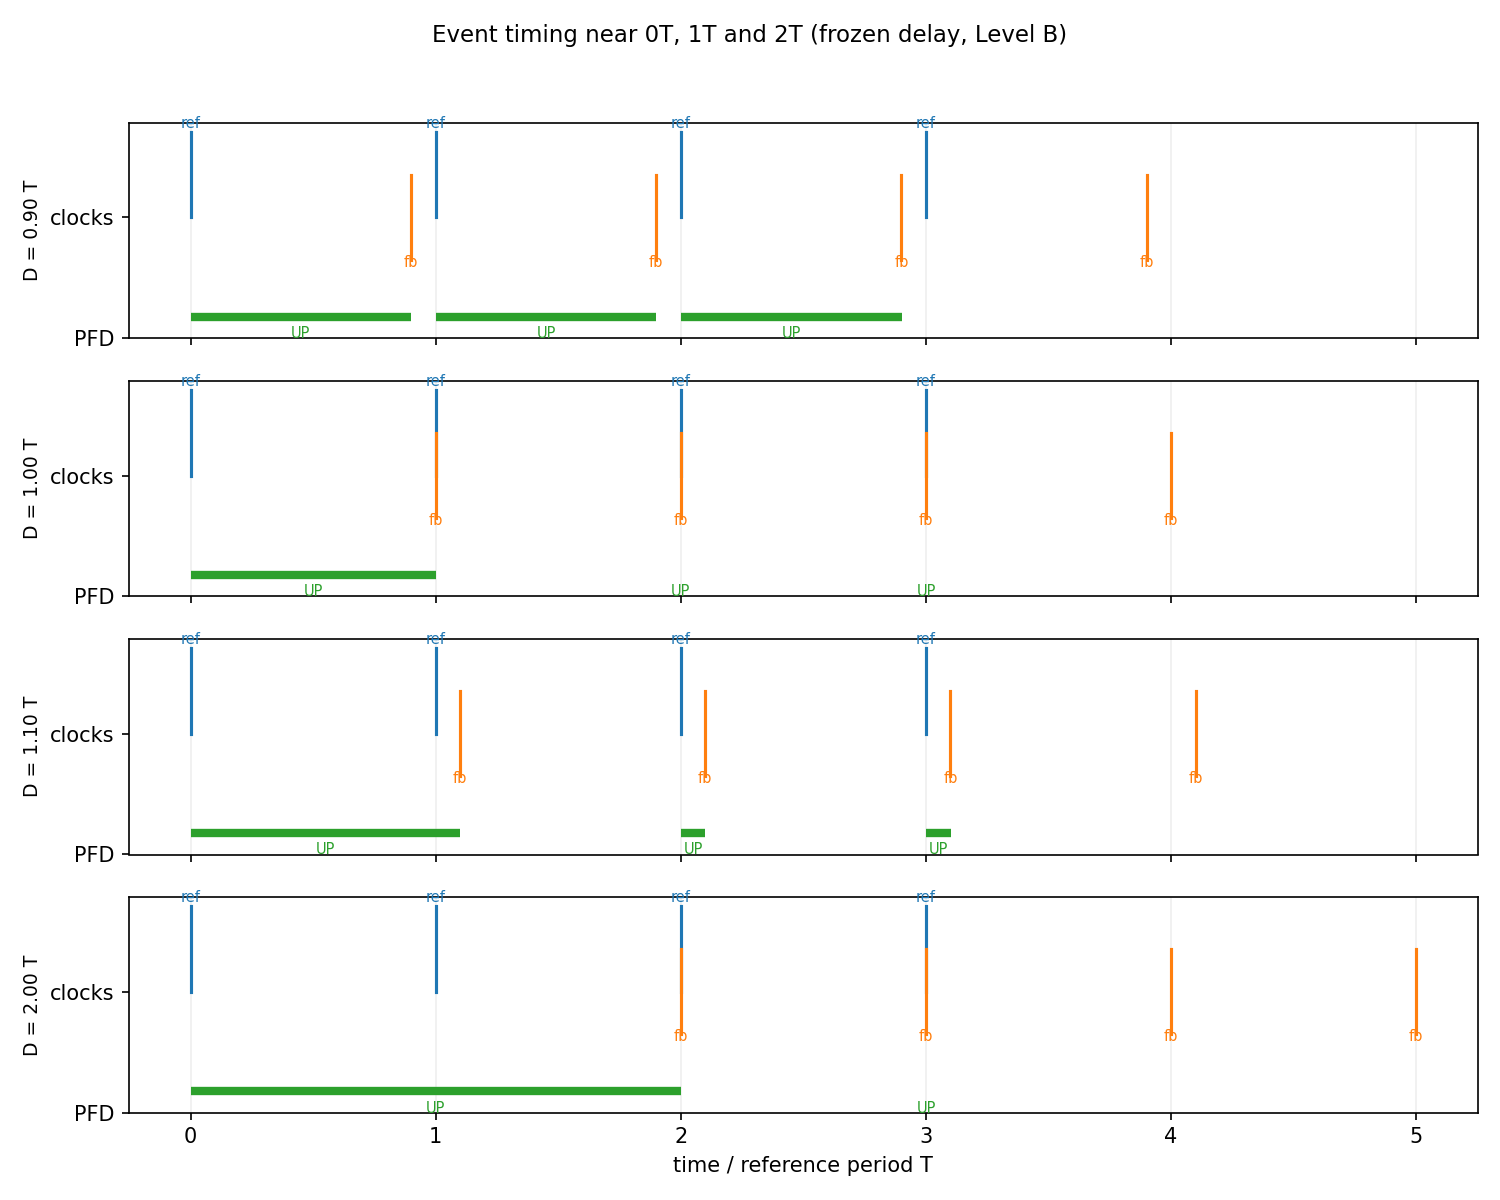 Event timing near 0T, 1T and 2T (frozen delay, Level B)
ref ref ref ref
D = 0.90 T
clocks
fb fb fb fb
UP UP UP
PFD
ref ref ref ref
D = 1.00 T
clocks
fb fb fb fb
UP UP UP
PFD
ref ref ref ref
D = 1.10 T
clocks
fb fb fb fb
UP UP UP
PFD
ref ref ref ref
D = 2.00 T
clocks
fb fb fb fb
UP UP
PFD
0 1 2 3 4 5
time / reference period T